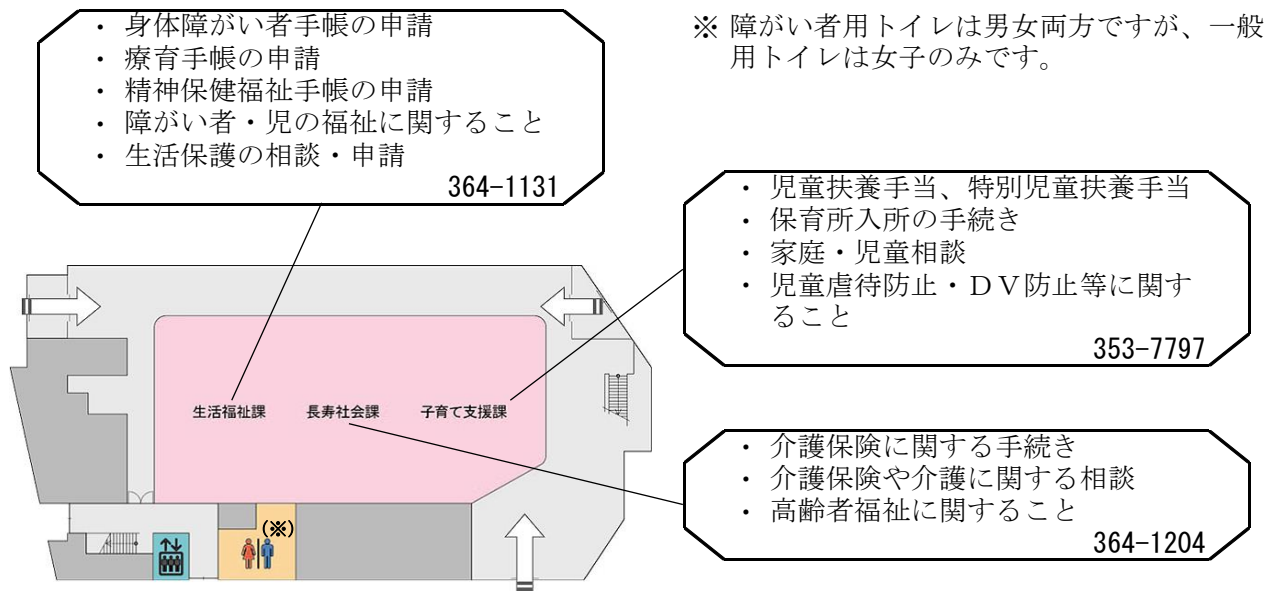 ・ 身体障がい者手帳の申請
・ 療育手帳の申請
・ 精神保健福祉手帳の申請
・ 障がい者・児の福祉に関すること
・ 生活保護の相談・申請
364-1131
※ 障がい者用トイレは男女両方ですが、一般
用トイレは女子のみです。
・ 児童扶養手当、特別児童扶養手当
・ 保育所入所の手続き
・ 家庭・児童相談
・ 児童虐待防止・ＤＶ防止等に関す
ること
353-7797
生活福祉課 長寿社会課 子育て支援課
・ 介護保険に関する手続き
・ 介護保険や介護に関する相談
・ 高齢者福祉に関すること
364-1204
(※)